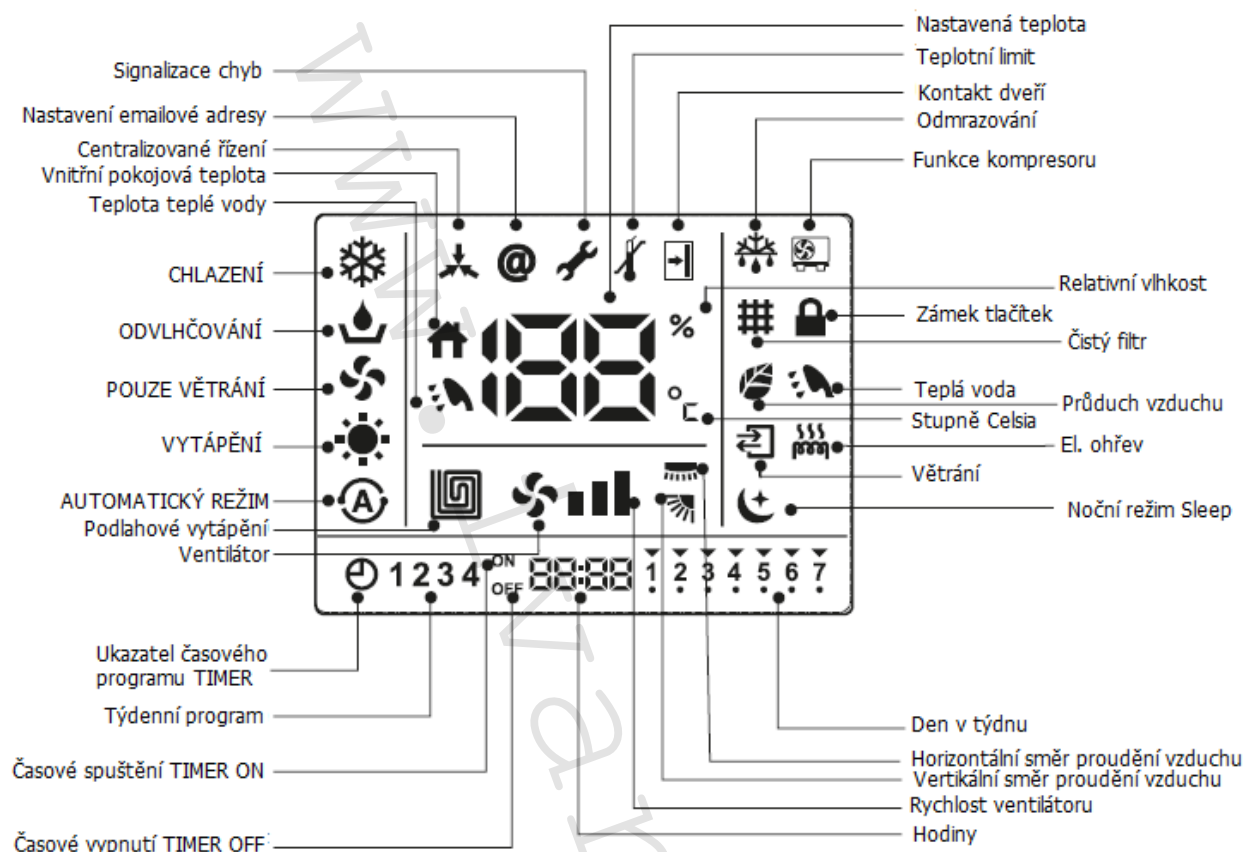 Nastavená teplota
Teplotní limit
Signalizace chyb
Kontakt dveří
Nastavení emailové adresy
Odmrazování
Centralizované řízení
Funkce kompresoru
Vnitřní pokojová teplota
Teplota teplé vody
@
CHLAZENÍ
Relativní vlhkost
188
%
Zámek tlačítek
ODVLHČOVÁNÍ
Čistý filtr
POUZE VĚTRÁNÍ
°C
Teplá voda
Průduch vzduchu
Stupně Celsia
VYTÁPĚNÍ
El. ohřev
Větrání
AUTOMATICKÝ REŽIM
A
Noční režim Sleep
Podlahové vytápění
Ventilátor
1 2 3 4
ON
OFF
88:88
1 2 3 4 5 6 7
Ukazatel časového
programu TIMER
Týdenní program
Den v týdnu
Horizontální směr proudění vzduchu
Časové spuštění TIMER ON
Vertikální směr proudění vzduchu
Rychlost ventilátoru
Hodiny
Časové vypnutí TIMER OFF